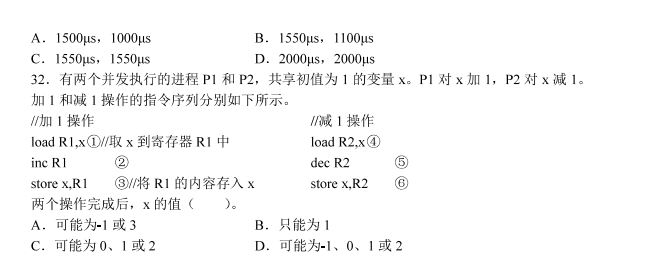 A．1500μs，1000μs B．1550μs，1100μs
C．1550μs，1550μs D．2000μs，2000μs
32．有两个并发执行的进程 P1 和 P2，共享初值为 1 的变量 x。P1 对 x 加 1，P2 对 x 减 1。
加 1 和减 1 操作的指令序列分别如下所示。
//加 1 操作 //减 1 操作
load R1,x①//取 x 到寄存器 R1 中 load R2,x④
inc R1 ② dec R2 ⑤
store x,R1 ③//将 R1 的内容存入 x store x,R2 ⑥
两个操作完成后，x 的值（ ）。
A．可能为-1 或 3 B．只能为 1
C．可能为 0、1 或 2 D．可能为-1、0、1 或 2